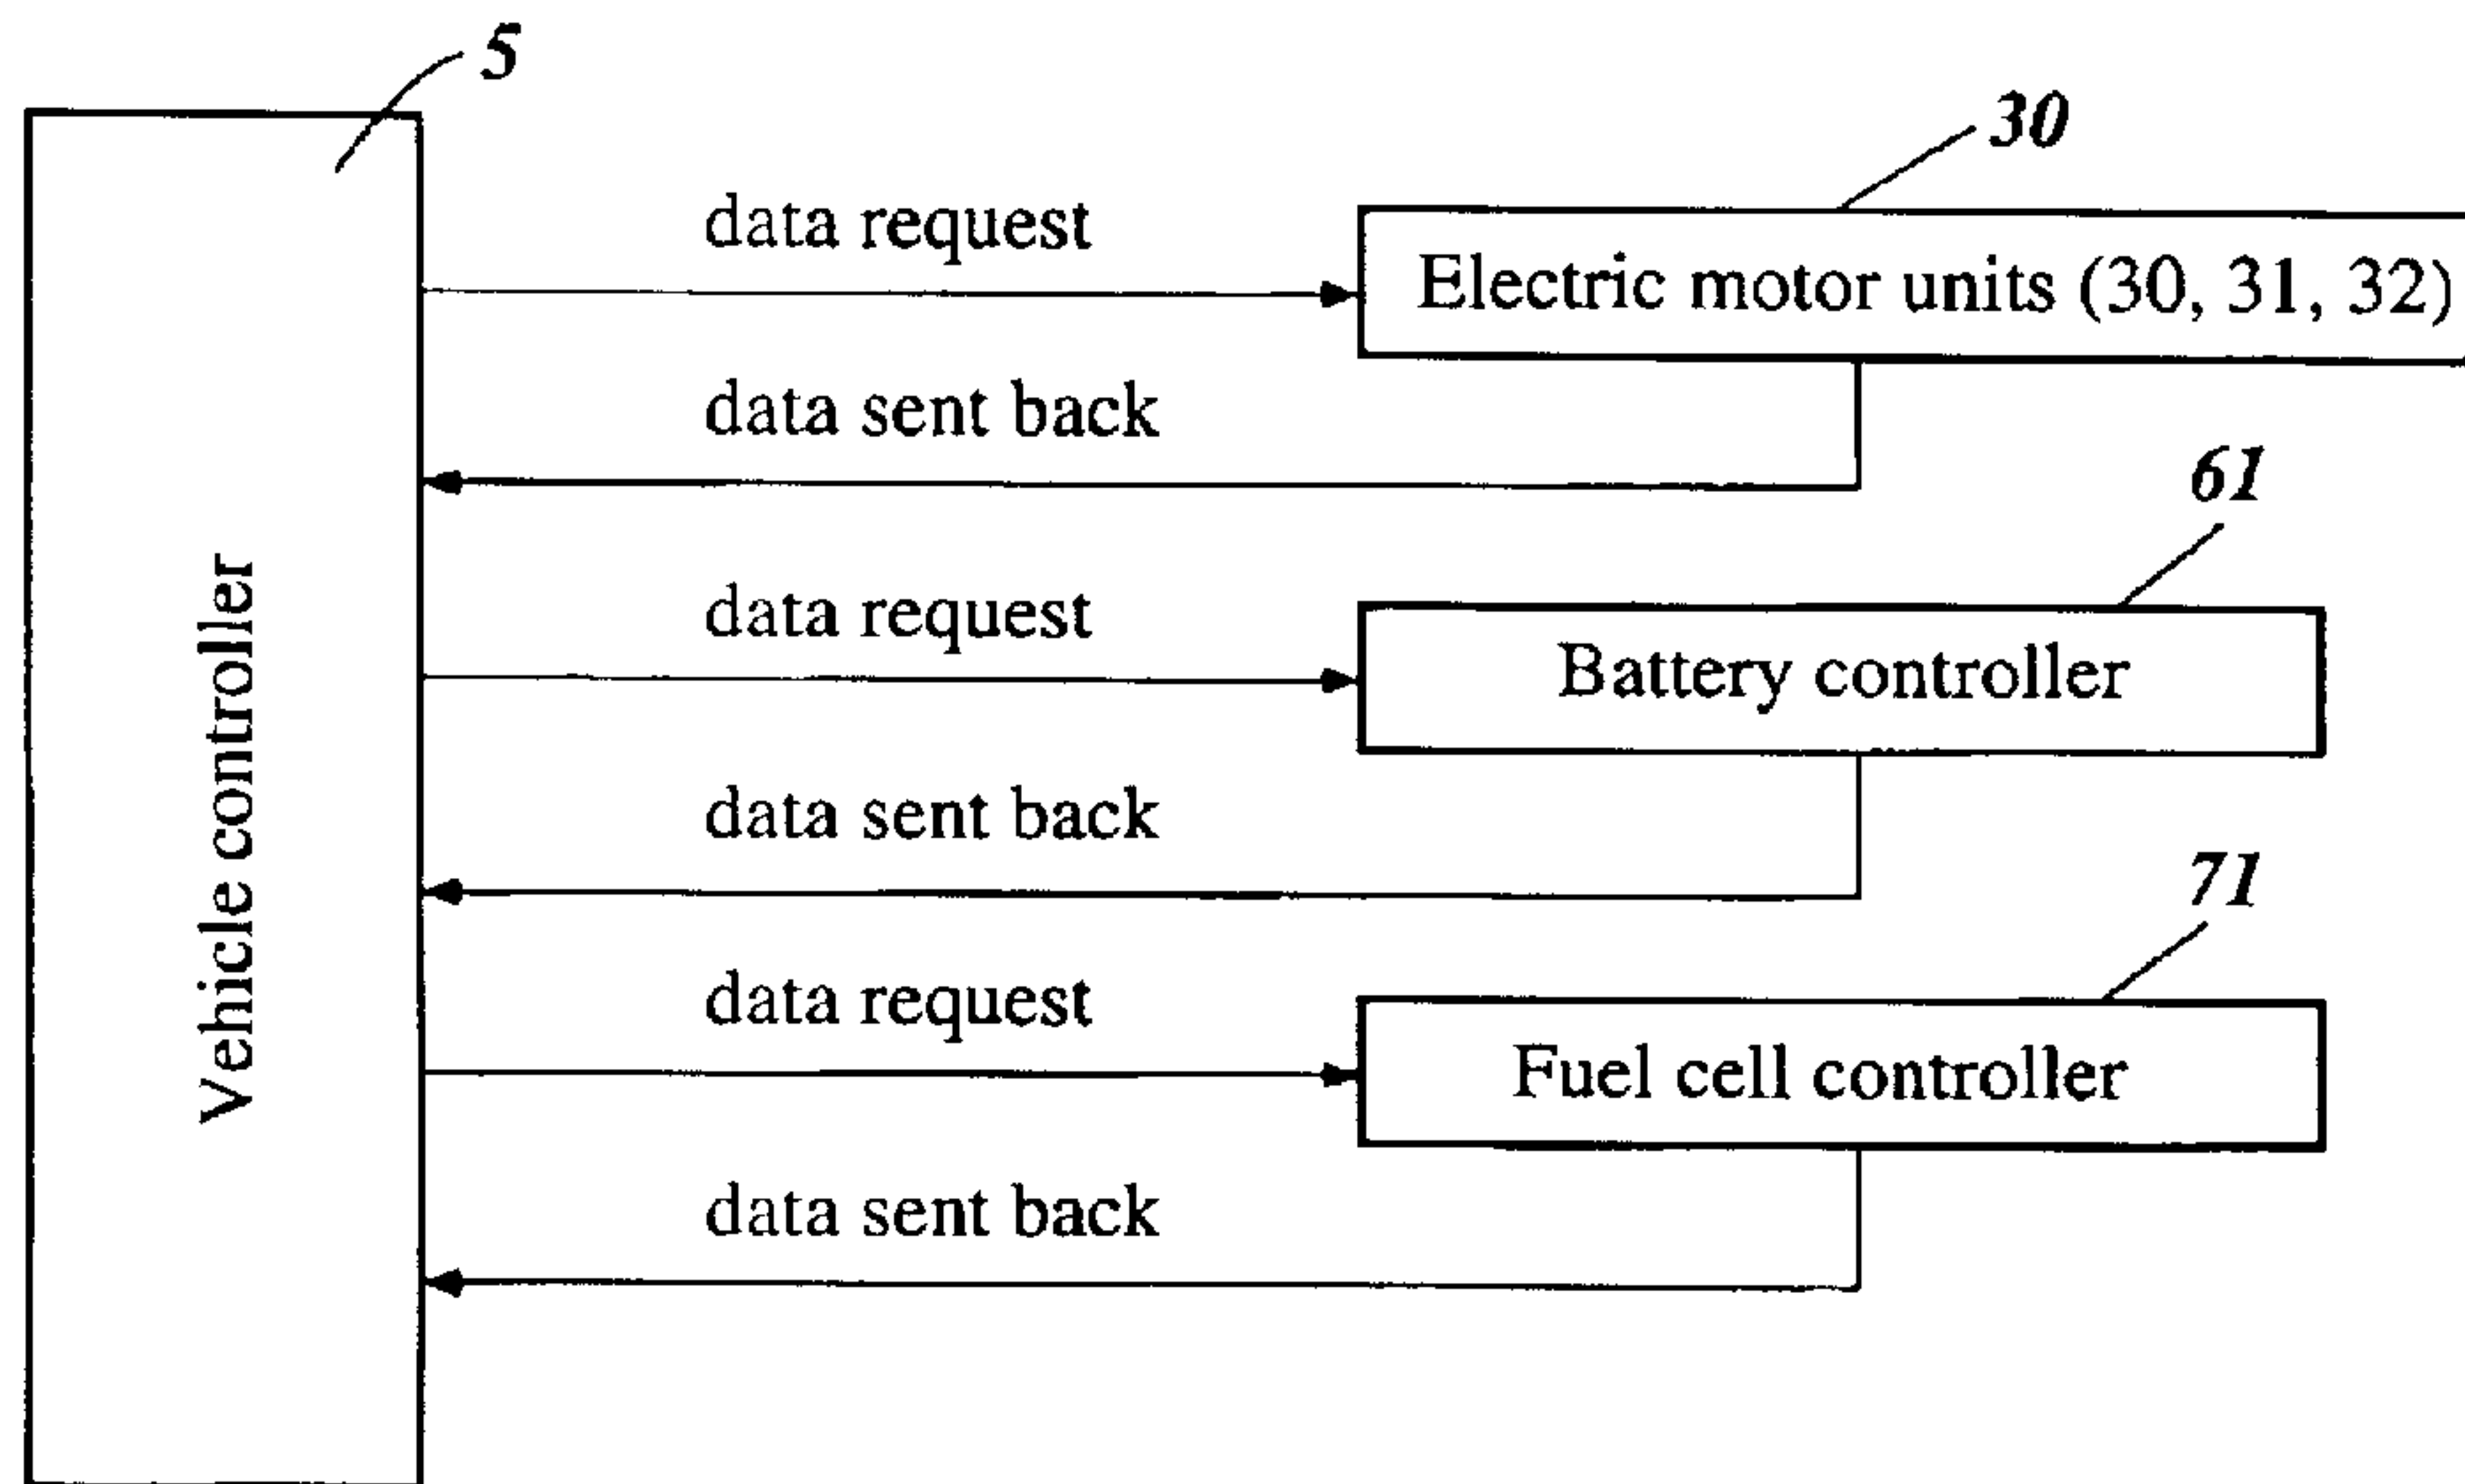 5
30
data request
Electric motor units (30, 31, 32)
data sent back
61
data request
Battery controller
Vehicle controller
data sent back
71
data request
Fuel cell controller
data sent back